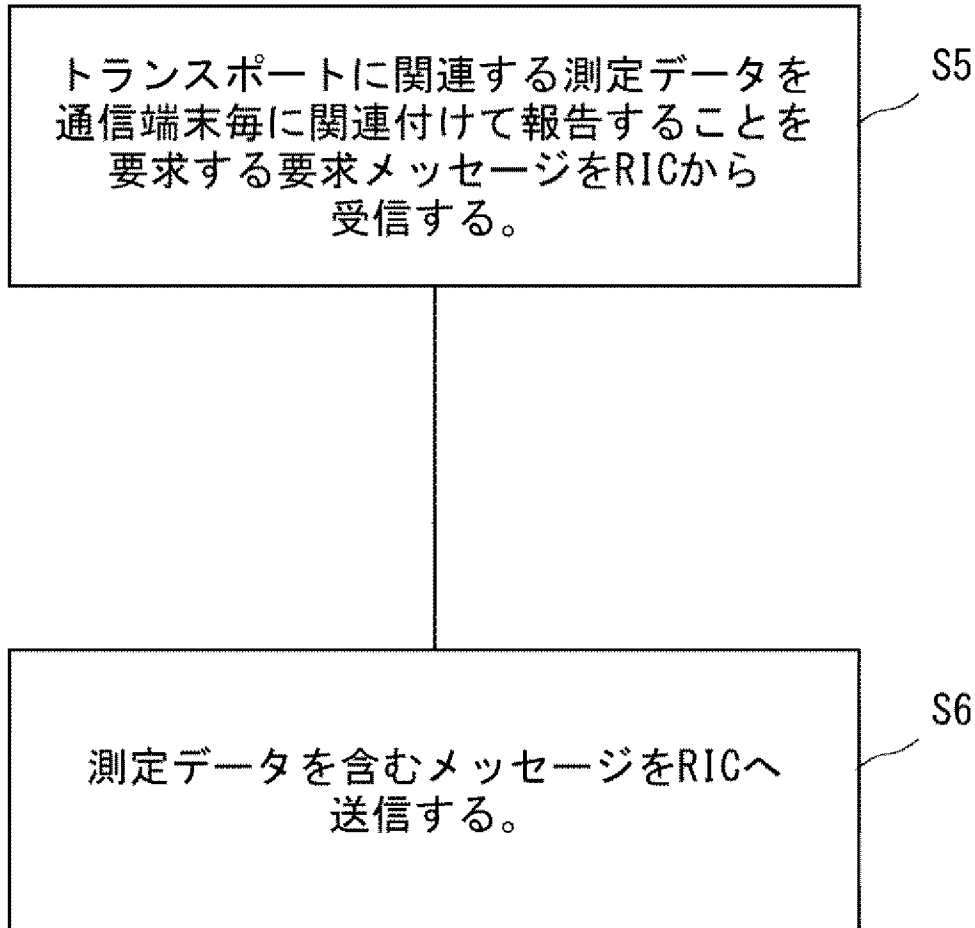 トランスポートに関連する測定データを
通信端末毎に関連付けて報告することを
要求する要求メッセージをRICから
受信する。
S5
測定データを含むメッセージをRICへ
送信する。
S6